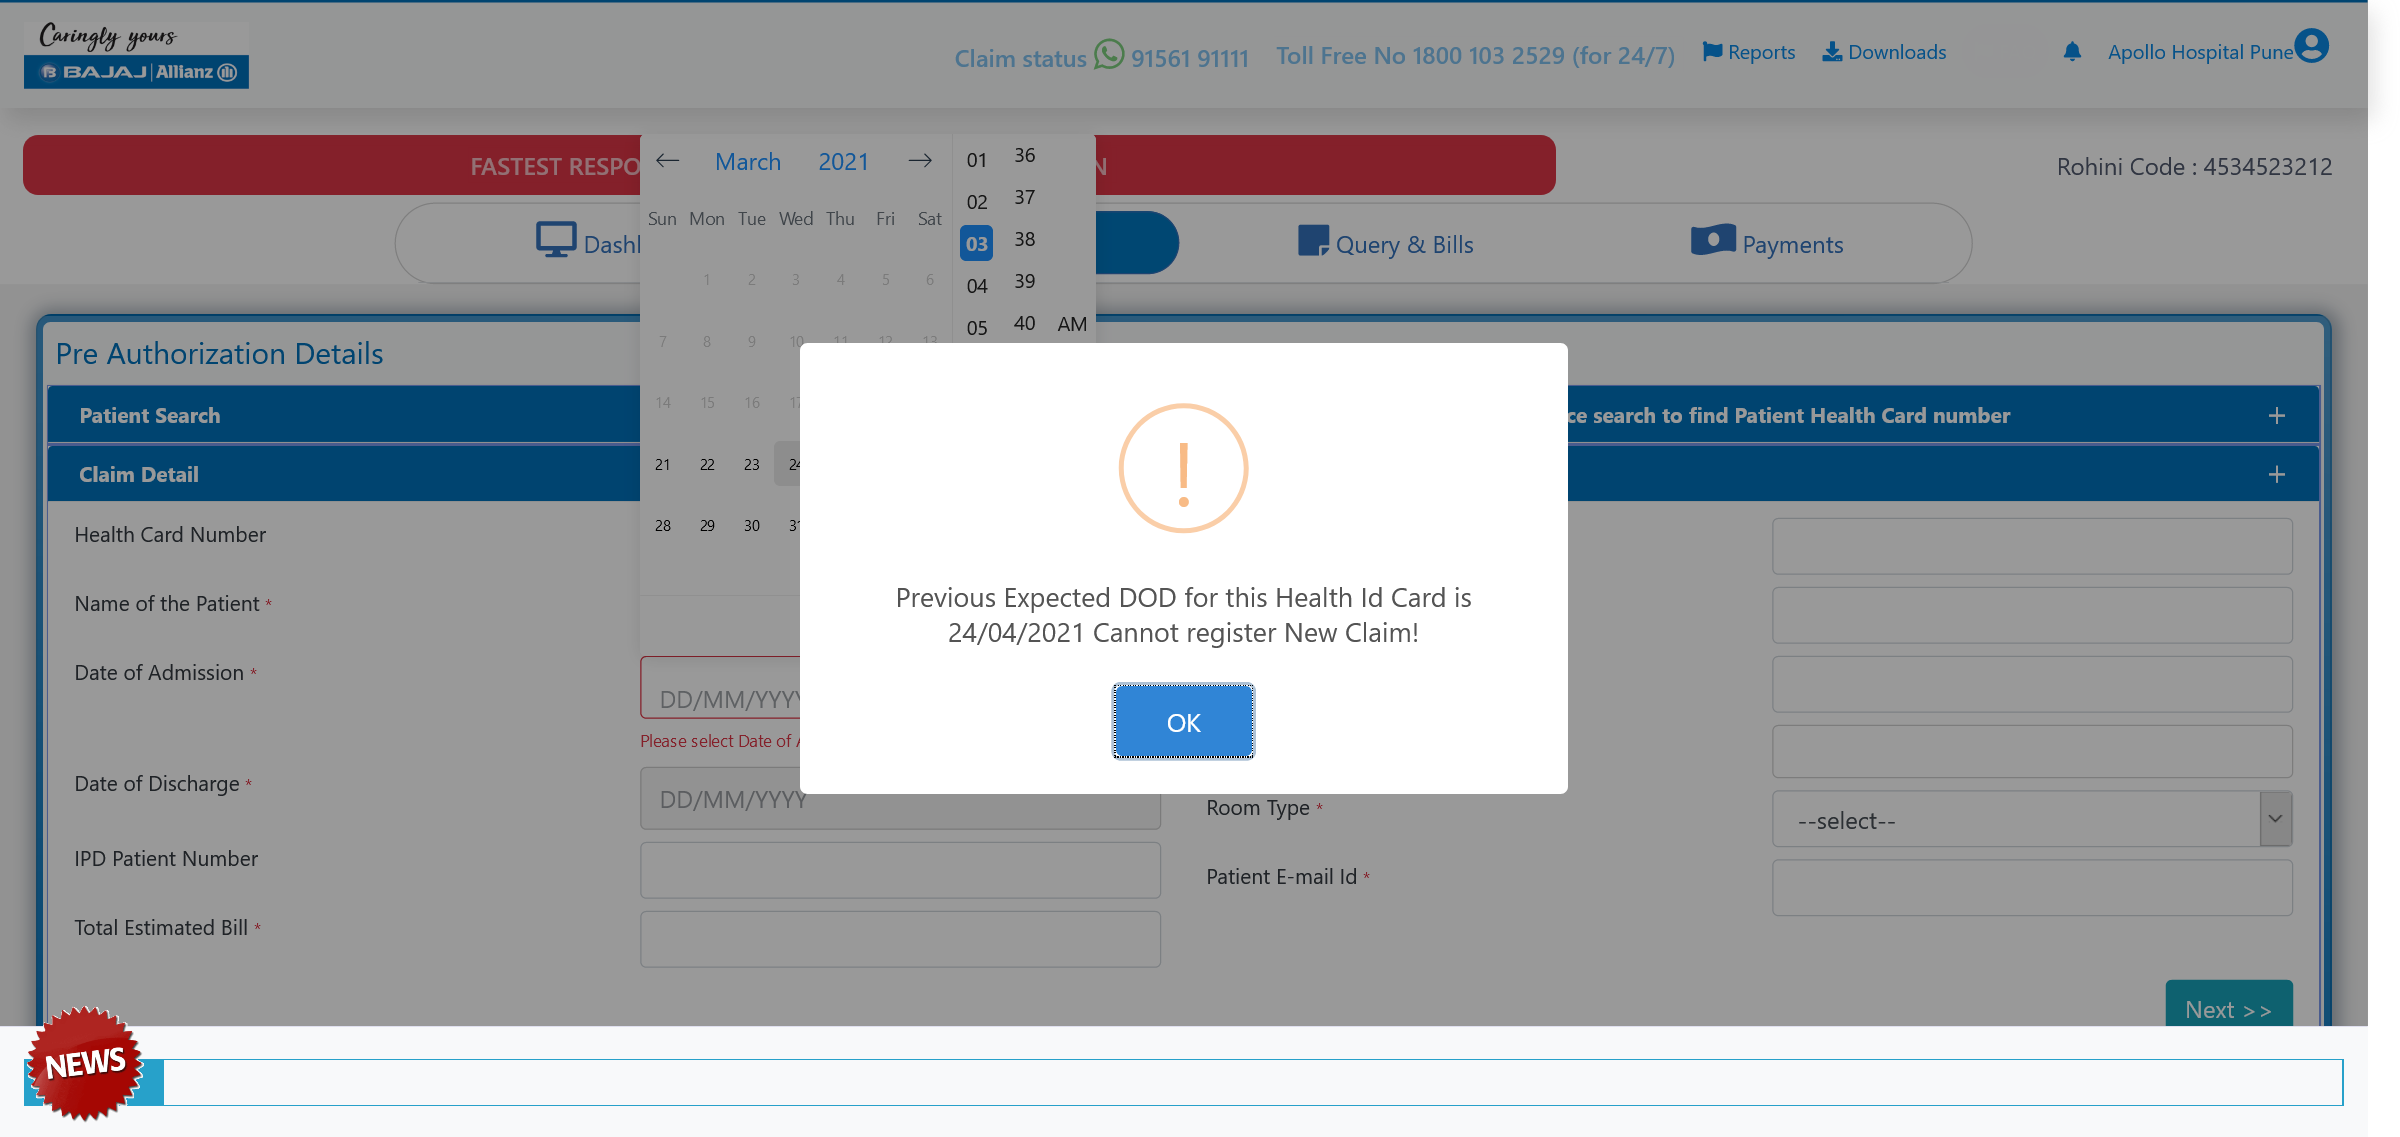 Caringly yours
BAJAJ | Allianz
Claim status 91561 91111
Toll Free No 1800 103 2529 (for 24/7)
Reports
Downloads
Apollo Hospital Pune
FASTEST RESPO
N
Rohini Code : 4534523212
March 2021
Sun Mon Tue Wed Thu Fri Sat
1 2 3 4 5 6
7 8 9 10 11 12 13
14 15 16 17
21 22 23 24
28 29 30 31
01 36
02 37
03 38
04 39
05 40 AM
Dashb
Query & Bills
Payments
Pre Authorization Details
Patient Search
ce search to find Patient Health Card number +
Claim Detail +
Health Card Number
Name of the Patient *
Date of Admission *
DD/MM/YYYY
Please select Date of A
Date of Discharge *
DD/MM/YYYY
IPD Patient Number
Total Estimated Bill *
Room Type *
--select--
Patient E-mail Id *
Next >>
!
Previous Expected DOD for this Health Id Card is
24/04/2021 Cannot register New Claim!
OK
NEWS